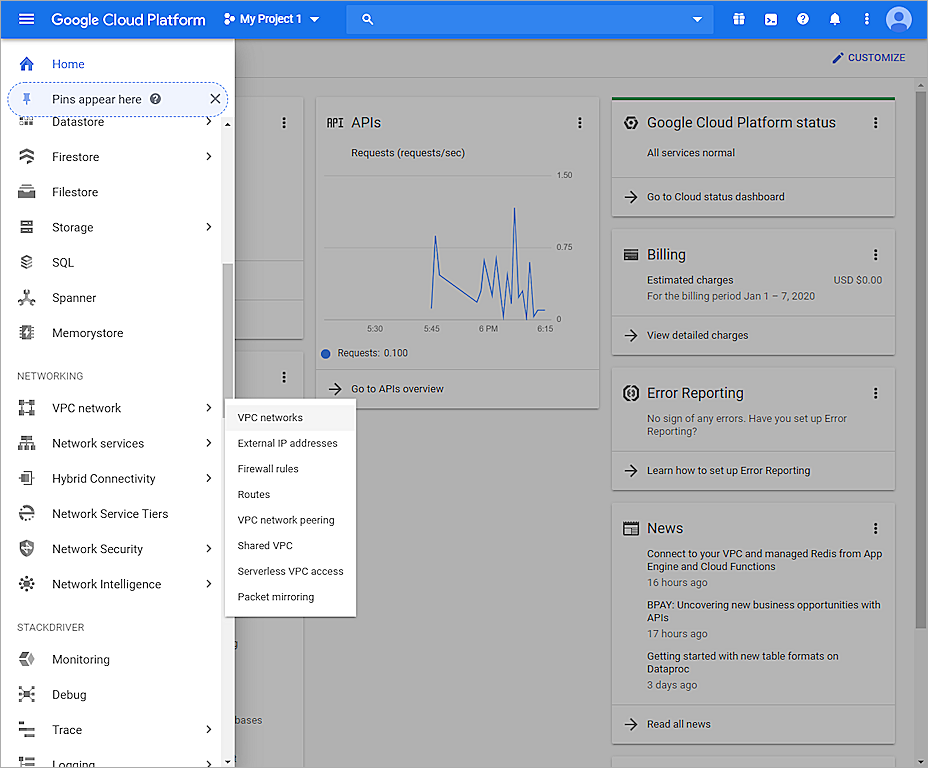 Google Cloud Platform
My Project 1
CUSTOMIZE
Home
Pins appear here
Datastore
Firestore
Filestore
Storage
SQL
Spanner
Memorystore
NETWORKING
VPC network
Network services
Hybrid Connectivity
Network Service Tiers
Network Security
Network Intelligence
STACKDRIVER
Monitoring
Debug
Trace
Logging
VPC networks
External IP addresses
Firewall rules
Routes
VPC network peering
Shared VPC
Serverless VPC access
Packet mirroring
bases
API APIs
Requests (requests/sec)
1.50
0.75
0
5:30 5:45 6 PM 6:15
Requests: 0.100
Go to APIs overview
Google Cloud Platform status
All services normal
Go to Cloud status dashboard
Billing
Estimated charges USD $0.00
For the billing period Jan 1 – 7, 2020
View detailed charges
Error Reporting
No sign of any errors. Have you set up Error
Reporting?
Learn how to set up Error Reporting
News
Connect to your VPC and managed Redis from App
Engine and Cloud Functions
16 hours ago
BPAY: Uncovering new business opportunities with
APIs
17 hours ago
Getting started with new table formats on
Dataproc
3 days ago
Read all news